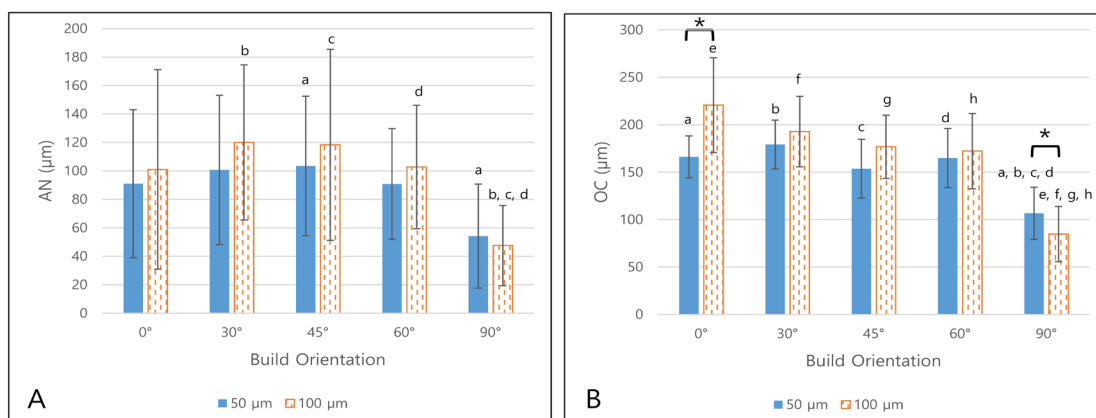 200
180
160
140
120
100
80
60
40
20
0
AN (μm)
b
c
a
d
a
b, c, d
0°
30°
45°
60°
90°
Build Orientation
50 μm
100 μm
A
300
250
200
150
100
50
0
OC (μm)
*
a
e
b
f
c
g
d
h
*
a, b, c, d
e, f, g, h
0°
30°
45°
60°
90°
Build Orientation
50 μm
100 μm
B